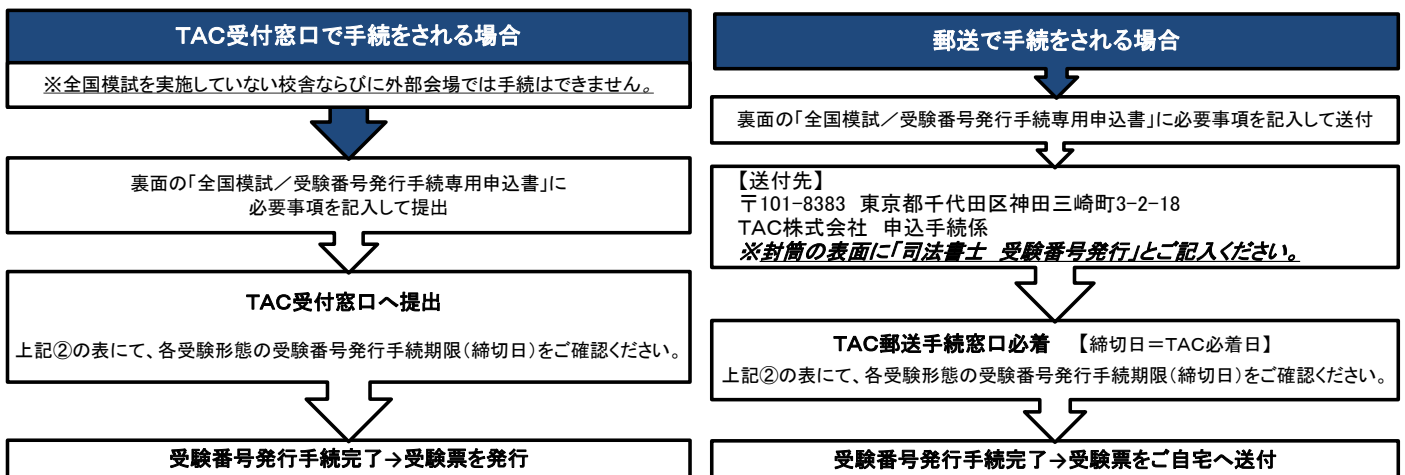 TAC受付窓口で手続をされる場合
※全国模試を実施していない校舎ならびに外部会場では手続はできません。
裏面の「全国模試／受験番号発行手続専用申込書」に
必要事項を記入して提出
TAC受付窓口へ提出
上記②の表にて、各受験形態の受験番号発行手続期限(締切日)をご確認ください。
受験番号発行手続完了→受験票を発行
郵送で手続をされる場合
裏面の「全国模試／受験番号発行手続専用申込書」に必要事項を記入して送付
【送付先】
〒101-8383 東京都千代田区神田三崎町3-2-18
TAC株式会社 申込手続係
※封筒の表面に「司法書士 受験番号発行」とご記入ください。
TAC郵送手続窓口必着 【締切日＝TAC必着日】
上記②の表にて、各受験形態の受験番号発行手続期限(締切日)をご確認ください。
受験番号発行手続完了→受験票をご自宅へ送付